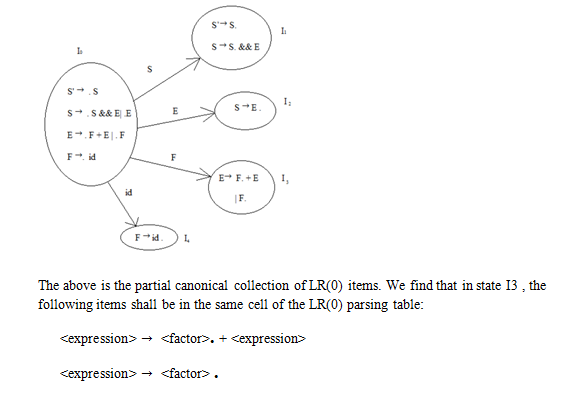 S'→S.
S→S. && E
I₁
I₀
S
S'→ .S
S→ .S && E| .E
E→ .F+E| .F
F→. id
E
S→E.
I₂
F
E→ F. +E
|F.
I₃
id
F→id.
I₄
The above is the partial canonical collection of LR(0) items. We find that in state I3 , the
following items shall be in the same cell of the LR(0) parsing table:
<expression> → <factor>. + <expression>
<expression> → <factor> .